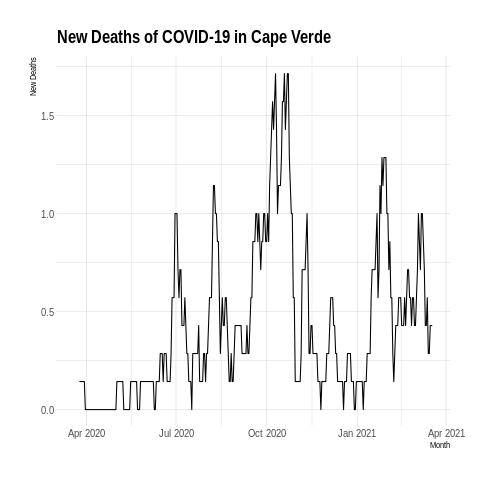 New Deaths of COVID-19 in Cape Verde
New Deaths
1.5
1.0
0.5
0.0
Apr 2020 Jul 2020 Oct 2020 Jan 2021 Apr 2021
Month